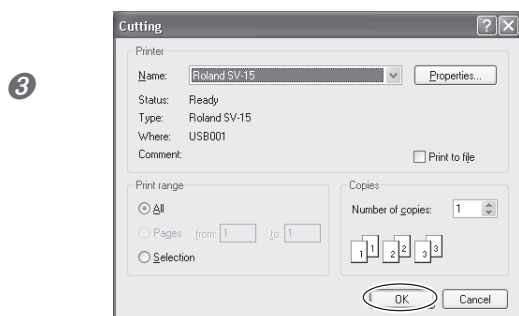 Cutting
3
Printer
Name: Roland SV-15 Properties...
Status: Ready
Type: Roland SV-15
Where: USB001
Comment: Print to file
Print range
All
Pages from: 1 to: 1
Selection
Copies
Number of copies: 1
1 1 2 2 3 3
OK Cancel